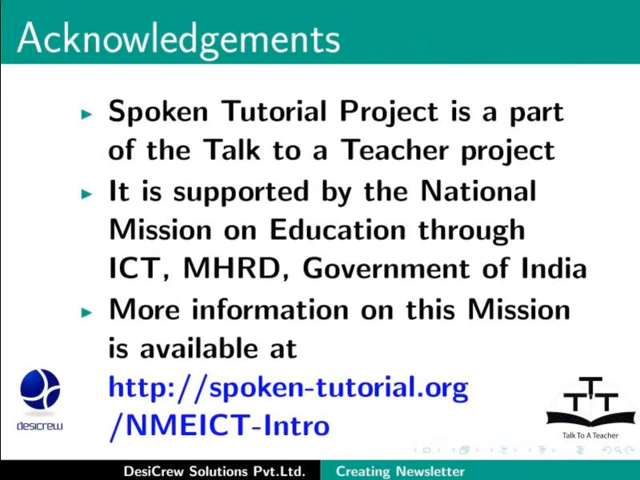 Acknowledgements
Spoken Tutorial Project is a part
of the Talk to a Teacher project
It is supported by the National
Mission on Education through
ICT, MHRD, Government of India
More information on this Mission
is available at
http://spoken-tutorial.org
/NMEICT-Intro
desicrew
TTT
Talk To A Teacher
DesiCrew Solutions Pvt.Ltd.
Creating Newsletter